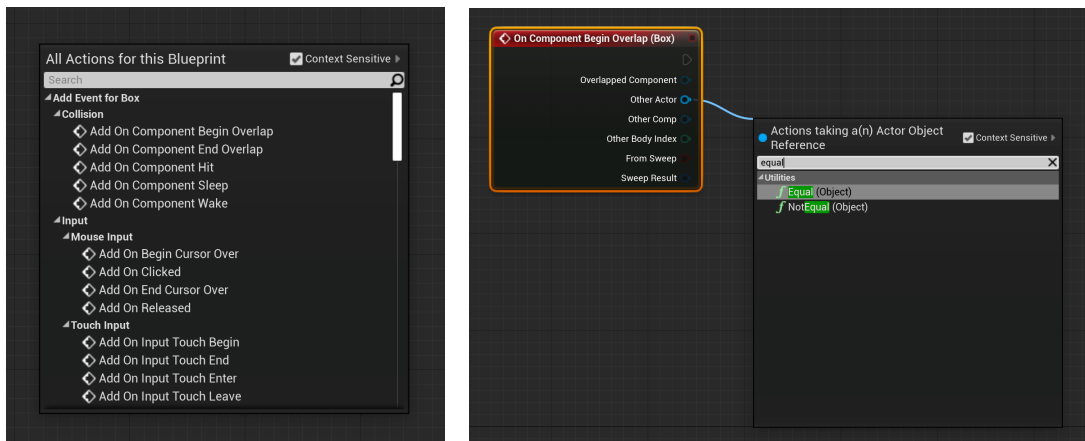 All Actions for this Blueprint Context Sensitive
Search
Add Event for Box
Collision
Add On Component Begin Overlap
Add On Component End Overlap
Add On Component Hit
Add On Component Sleep
Add On Component Wake
Input
Mouse Input
Add On Begin Cursor Over
Add On Clicked
Add On End Cursor Over
Add On Released
Touch Input
Add On Input Touch Begin
Add On Input Touch End
Add On Input Touch Enter
Add On Input Touch Leave
On Component Begin Overlap (Box)
Overlapped Component
Other Actor
Other Comp
Other Body Index
From Sweep
Sweep Result
Actions taking a(n) Actor Object
Reference
Context Sensitive
equal
Utilities
Equal (Object)
NotEqual (Object)